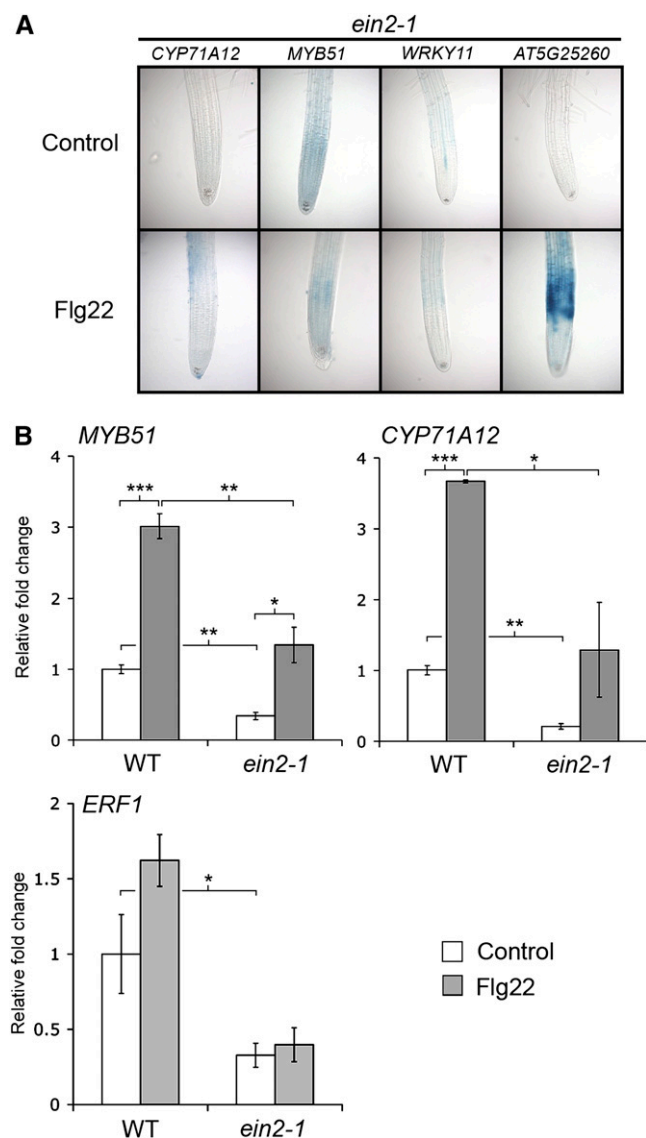 A
ein2-1
CYP71A12 MYB51 WRKY11 AT5G25260
Control
Flg22
B
MYB51
Relative fold change
4
3
2
1
0
***
**
**
*
WT ein2-1
CYP71A12
4
3
2
1
0
***
*
**
WT ein2-1
ERF1
Relative fold change
2
1.5
1
0.5
0
*
WT ein2-1
Control
Flg22